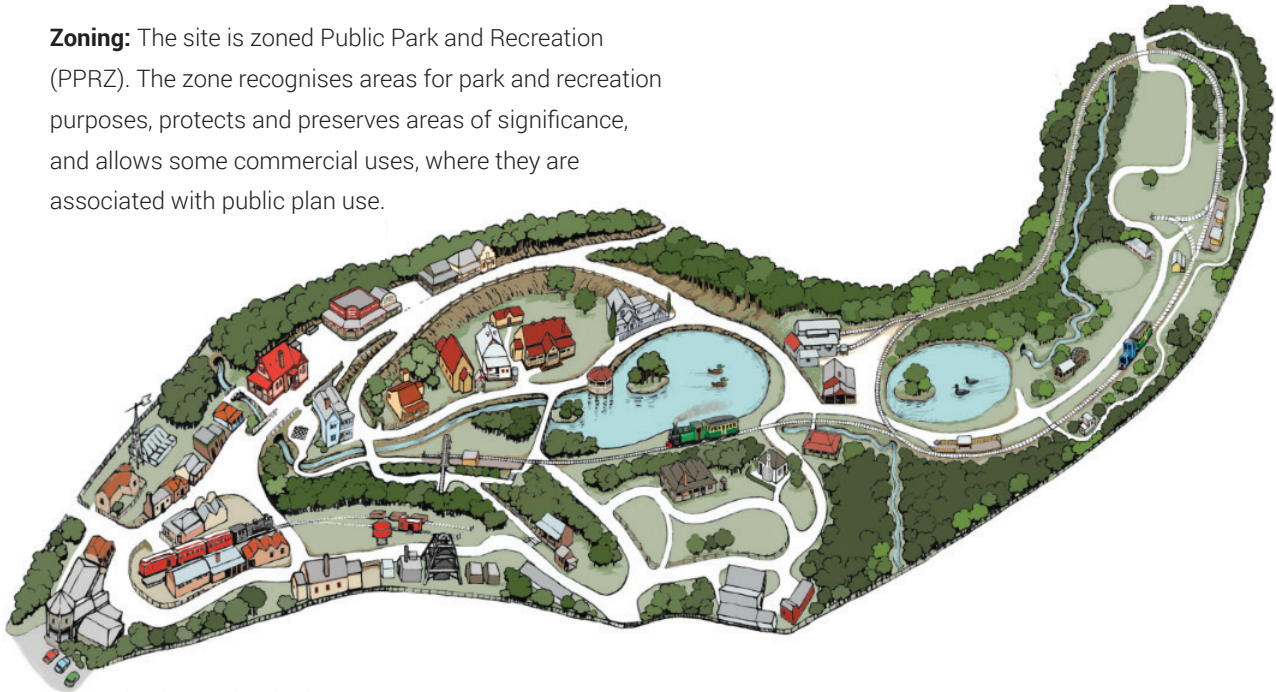 Zoning: The site is zoned Public Park and Recreation
(PPRZ). The zone recognises areas for park and recreation
purposes, protects and preserves areas of significance,
and allows some commercial uses, where they are
associated with public plan use.